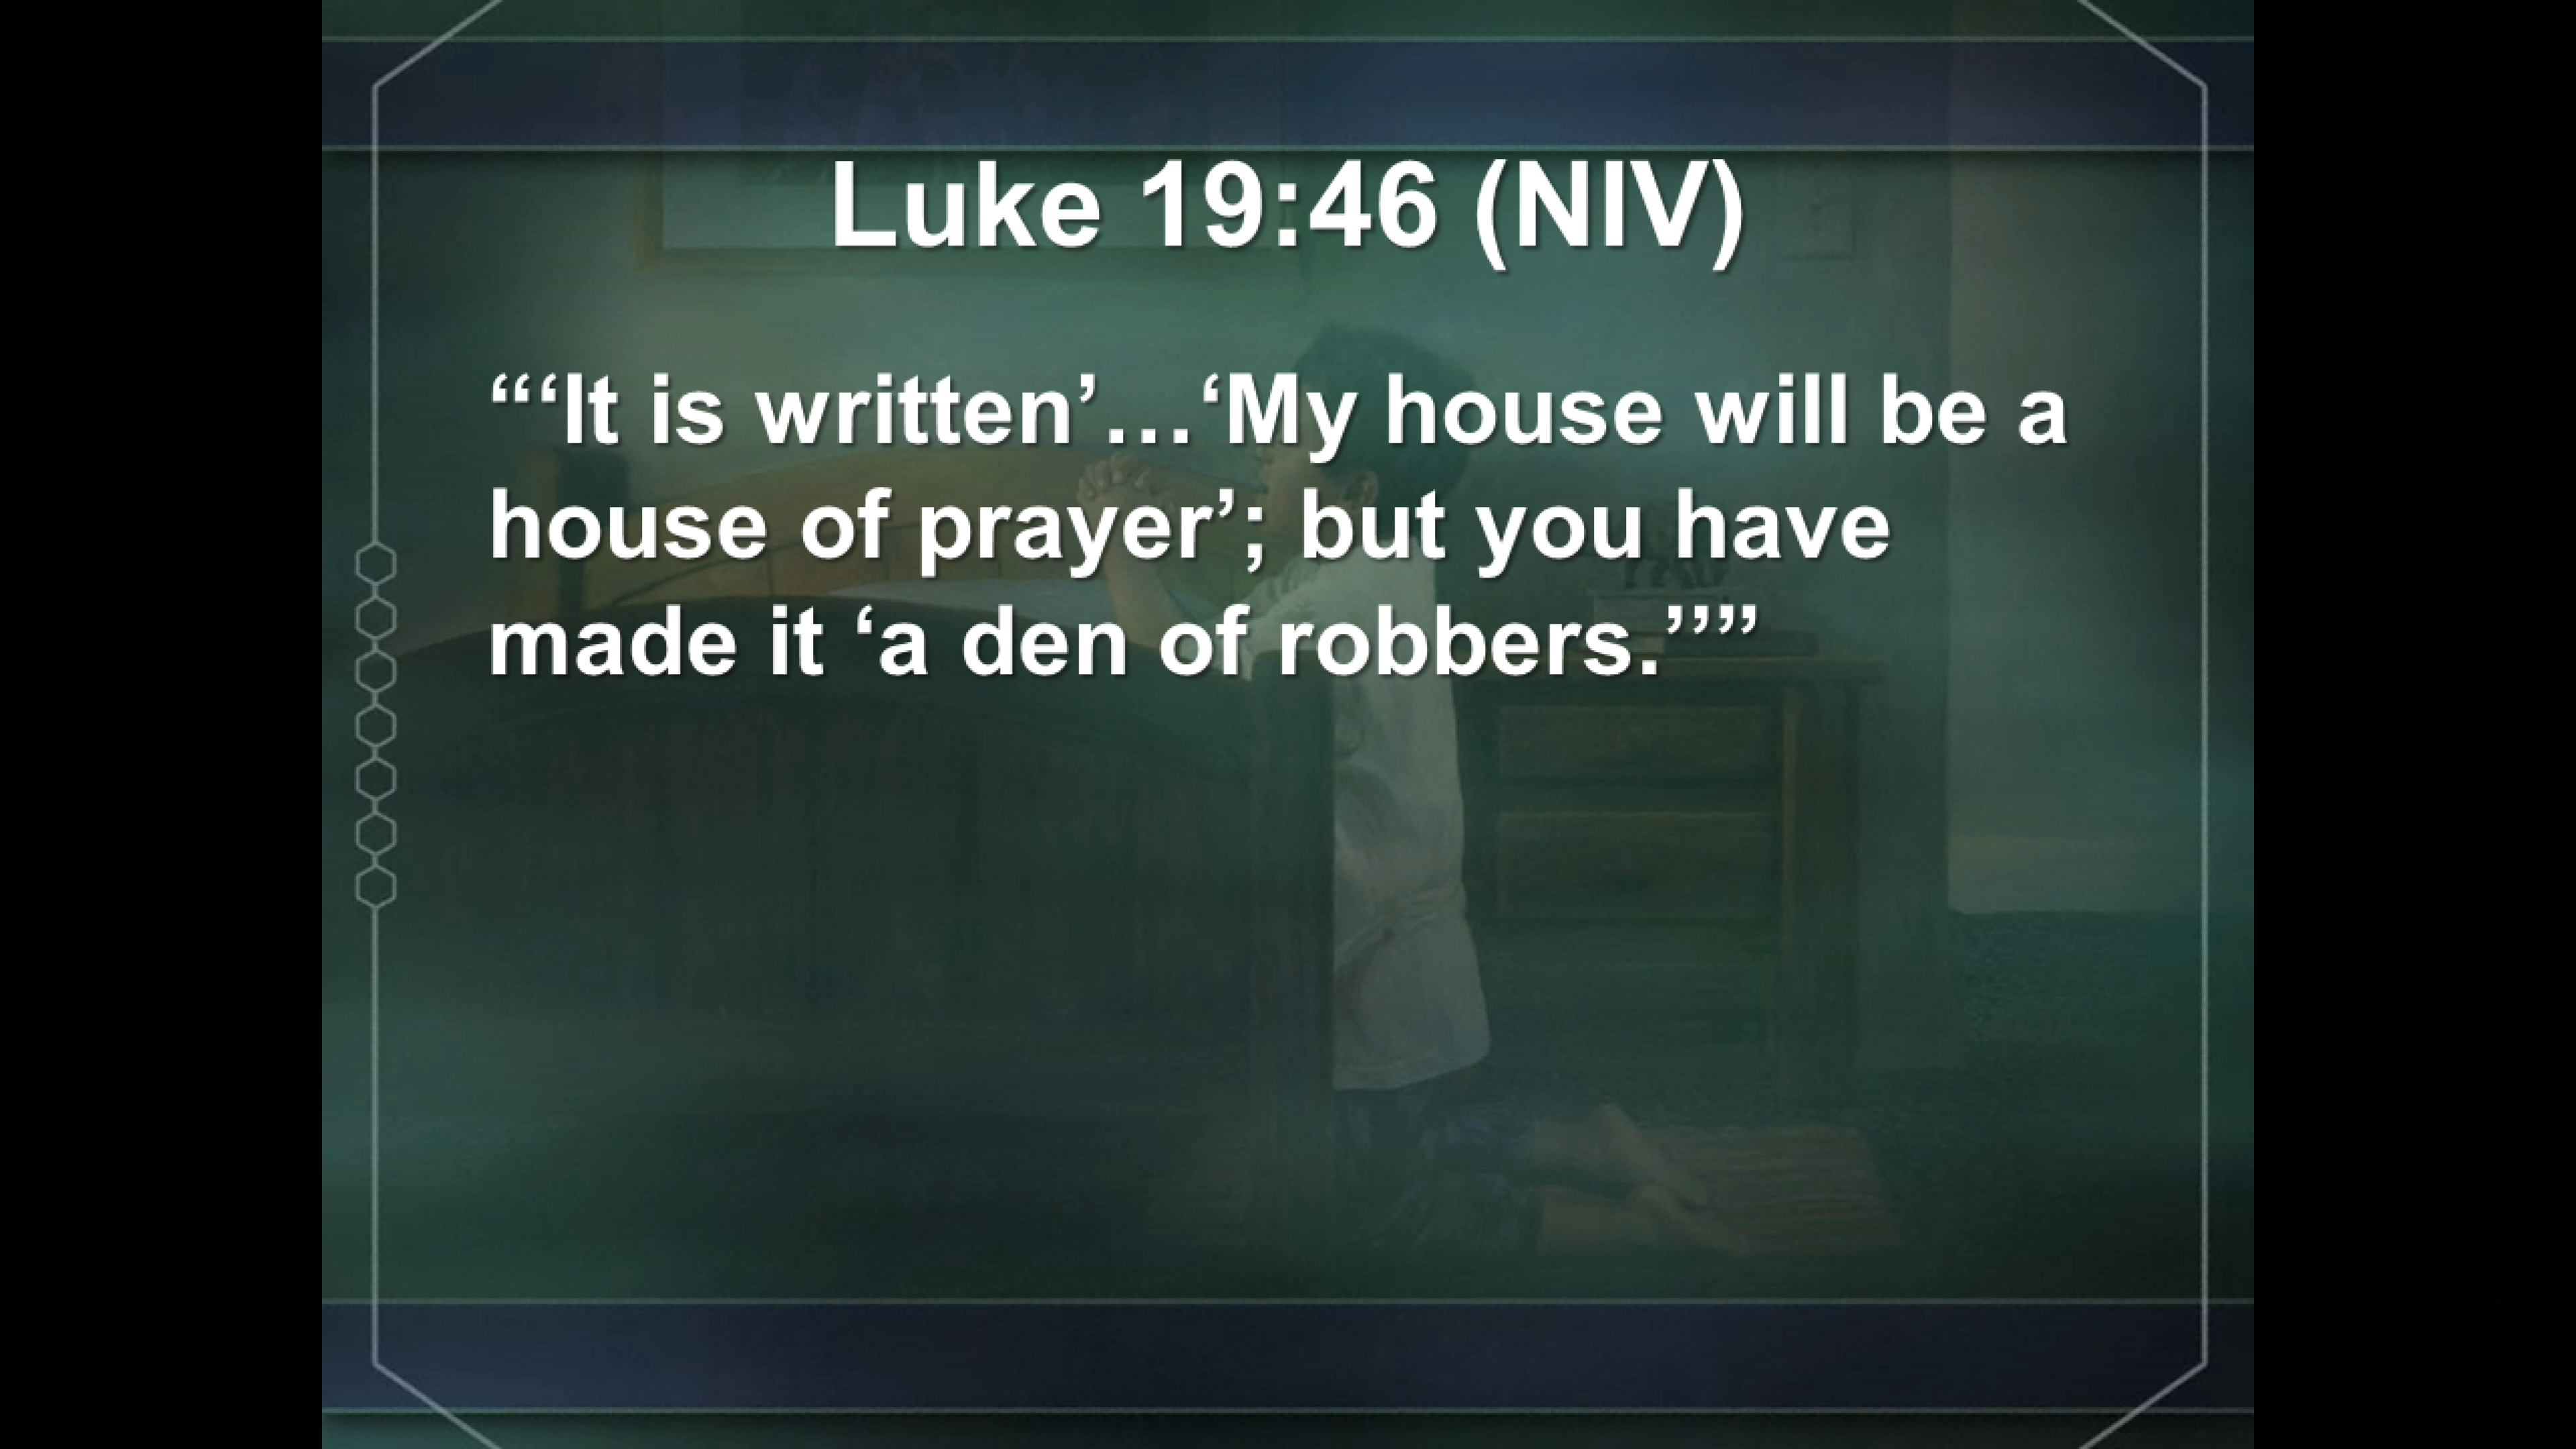 Luke 19:46 (NIV)
“‘It is written’…‘My house will be a
house of prayer’; but you have
made it ‘a den of robbers.’’”